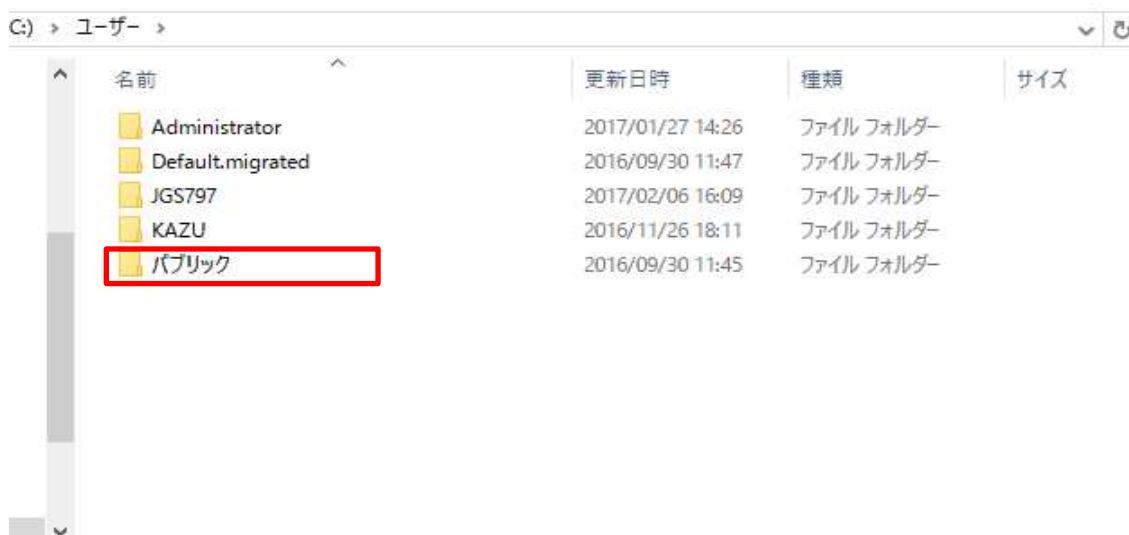 C:) › ユーザー ›
名前 更新日時 種類 サイズ
Administrator 2017/01/27 14:26 ファイル フォルダー
Default.migrated 2016/09/30 11:47 ファイル フォルダー
JGS797 2017/02/06 16:09 ファイル フォルダー
KAZU 2016/11/26 18:11 ファイル フォルダー
パブリック 2016/09/30 11:45 ファイル フォルダー